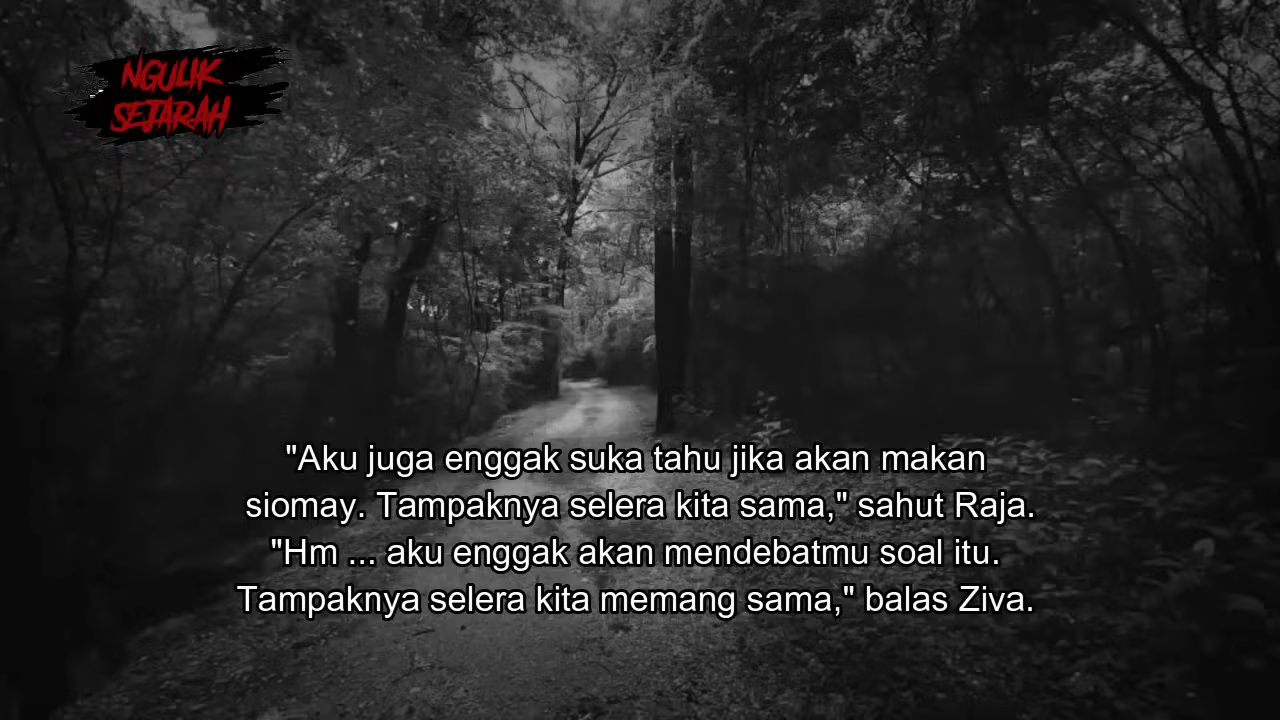 NGULIK
SEJARAH
"Aku juga enggak suka tahu jika akan makan
siomay. Tampaknya selera kita sama," sahut Raja.
"Hm ... aku enggak akan mendebatmu soal itu.
Tampaknya selera kita memang sama," balas Ziva.